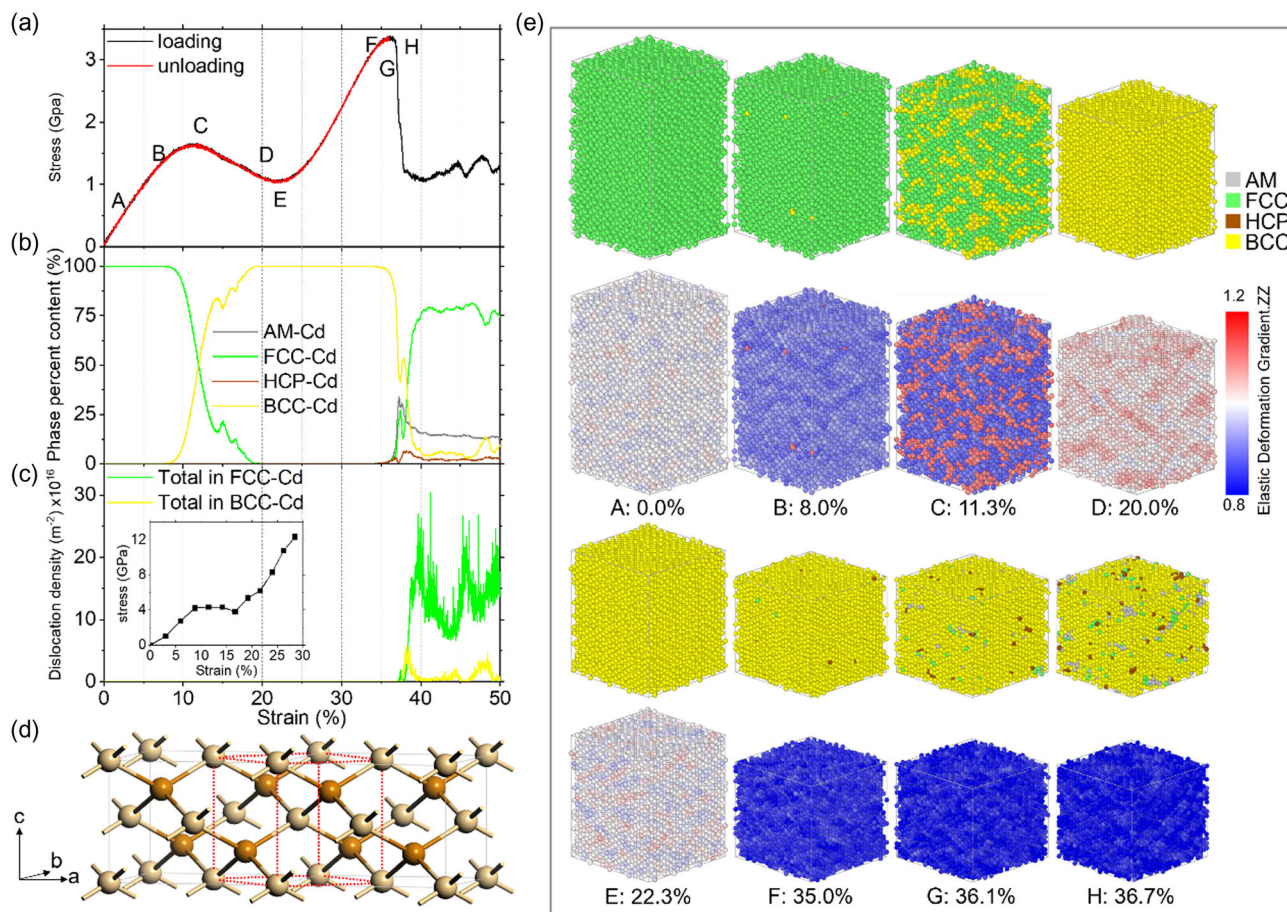 (a)
loading
unloading
A
B
C
D
E
F
G
H
Stress (Gpa)
3
2
1
0
(b)
100
75
50
25
0
Phase percent content (%)
AM-Cd
FCC-Cd
HCP-Cd
BCC-Cd
(c)
Total in FCC-Cd
Total in BCC-Cd
Dislocation density (m⁻²) x10¹⁶
30
25
20
15
10
5
0
stress (GPa)
12
8
4
0
0 5 10 15 20 25 30
Strain (%)
0 10 20 30 40 50
Strain (%)
(d)
c
b
a
(e)
AM
FCC
HCP
BCC
1.2
Elastic Deformation Gradient.ZZ
0.8
A: 0.0%
B: 8.0%
C: 11.3%
D: 20.0%
E: 22.3%
F: 35.0%
G: 36.1%
H: 36.7%